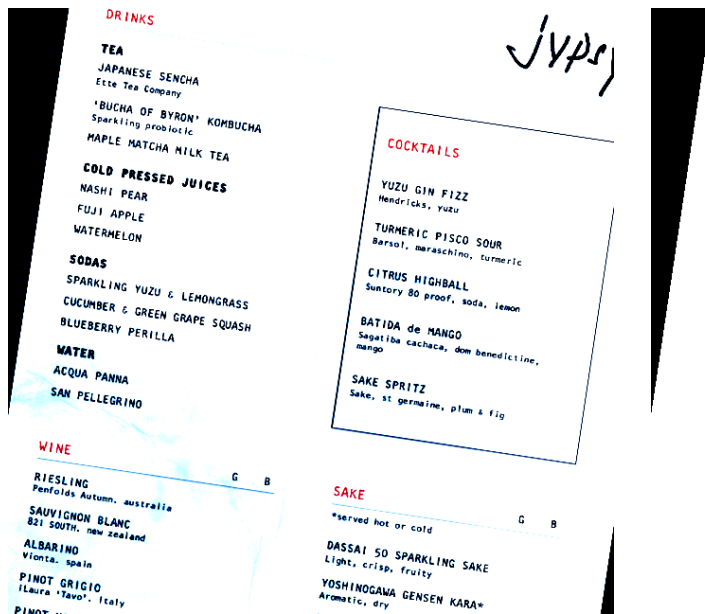 DRINKS
TEA
JAPANESE SENCHA
Ette Tea Company
'BUCHA OF BYRON' KOMBUCHA
Sparkling probiotic
MAPLE MATCHA MILK TEA
COLD PRESSED JUICES
NASHI PEAR
FUJI APPLE
WATERMELON
SODAS
SPARKLING YUZU & LEMONGRASS
CUCUMBER & GREEN GRAPE SQUASH
BLUEBERRY PERILLA
WATER
ACQUA PANNA
SAN PELLEGRINO
jyps
COCKTAILS
YUZU GIN FIZZ
Hendricks, yuzu
TURMERIC PISCO SOUR
Barsol, maraschino, turmeric
CITRUS HIGHBALL
Suntory 80 proof, soda, lemon
BATIDA de MANGO
Sagatiba cachaca, dom benedictine,
mango
SAKE SPRITZ
Sake, st germaine, plum & fig
WINE
G B
RIESLING
Penfolds Autumn, australia
SAUVIGNON BLANC
821 SOUTH, new zealand
ALBARINO
Vionta, spain
PINOT GRIGIO
iLaura 'Tavo', Italy
PINOT
SAKE
G B
*served hot or cold
DASSAI 50 SPARKLING SAKE
Light, crisp, fruity
YOSHINOGAWA GENSEN KARA*
Aromatic, dry